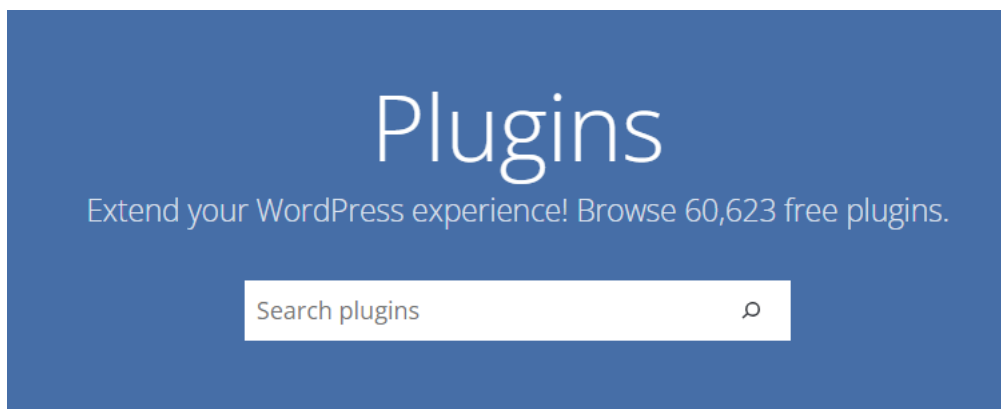 Plugins
Extend your WordPress experience! Browse 60,623 free plugins.
Search plugins